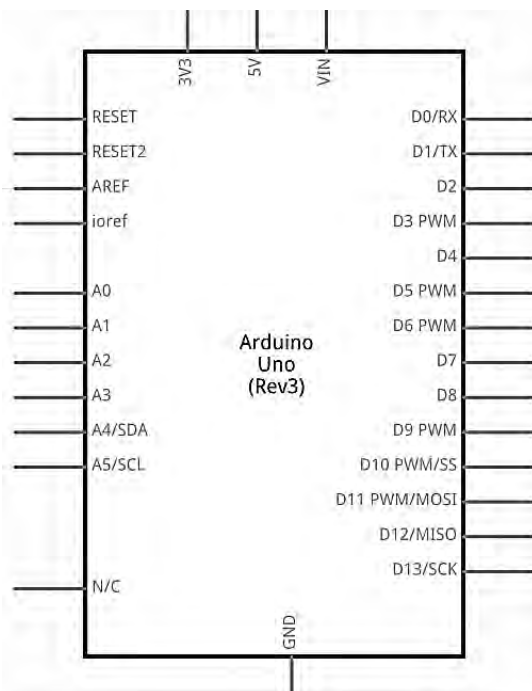 3V3
5V
VIN
RESET
RESET2
AREF
ioref
A0
A1
A2
A3
A4/SDA
A5/SCL
N/C
Arduino
Uno
(Rev3)
D0/RX
D1/TX
D2
D3 PWM
D4
D5 PWM
D6 PWM
D7
D8
D9 PWM
D10 PWM/SS
D11 PWM/MOSI
D12/MISO
D13/SCK
GND